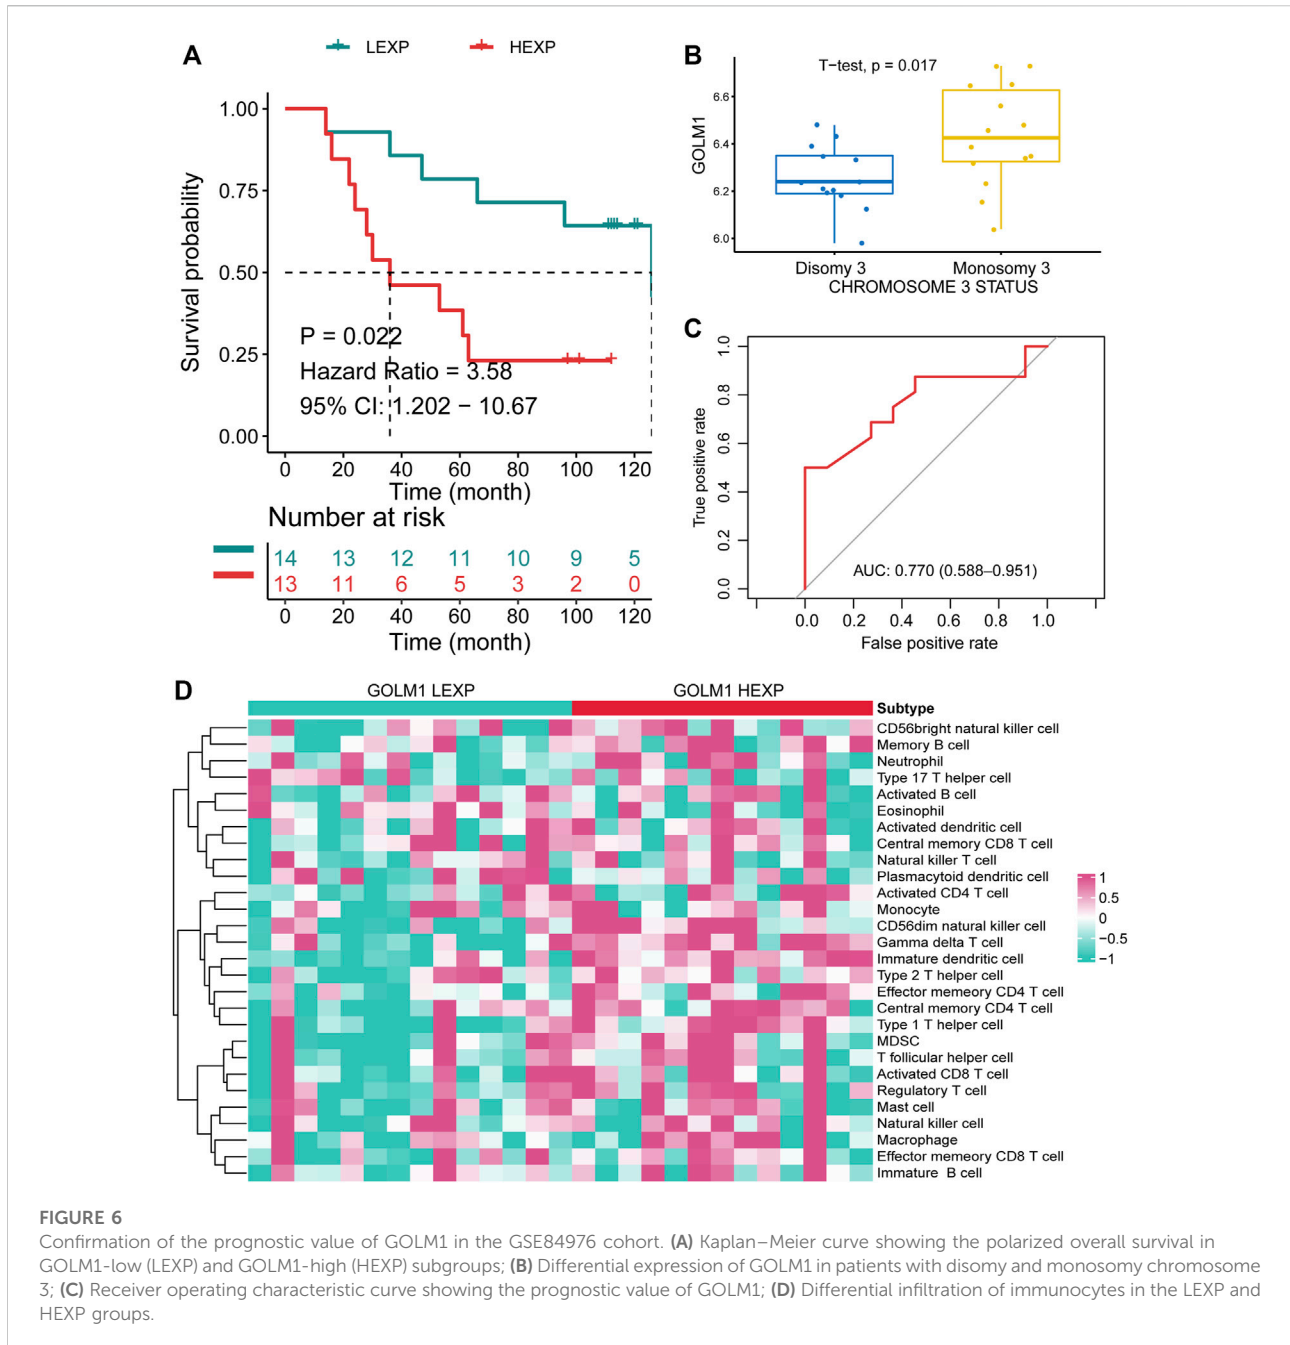 A
LEXP
HEXP
1.00
0.75
0.50
0.25
0.00
Survival probability
P = 0.022
Hazard Ratio = 3.58
95% CI: 1.202 − 10.67
0 20 40 60 80 100 120
Time (month)
Number at risk
14 13 12 11 10 9 5
13 11 6 5 3 2 0
0 20 40 60 80 100 120
Time (month)
B
T−test, p = 0.017
GOLM1
6.6
6.4
6.2
6.0
Disomy 3 Monosomy 3
CHROMOSOME 3 STATUS
C
True positive rate
1.0
0.8
0.6
0.4
0.2
0.0
AUC: 0.770 (0.588–0.951)
0.0 0.2 0.4 0.6 0.8 1.0
False positive rate
D
GOLM1 LEXP
GOLM1 HEXP
Subtype
CD56bright natural killer cell
Memory B cell
Neutrophil
Type 17 T helper cell
Activated B cell
Eosinophil
Activated dendritic cell
Central memory CD8 T cell
Natural killer T cell
Plasmacytoid dendritic cell
Activated CD4 T cell
Monocyte
CD56dim natural killer cell
Gamma delta T cell
Immature dendritic cell
Type 2 T helper cell
Effector memeory CD4 T cell
Central memory CD4 T cell
Type 1 T helper cell
MDSC
T follicular helper cell
Activated CD8 T cell
Regulatory T cell
Mast cell
Natural killer cell
Macrophage
Effector memeory CD8 T cell
Immature B cell
1
0.5
0
−0.5
−1
FIGURE 6
Confirmation of the prognostic value of GOLM1 in the GSE84976 cohort. (A) Kaplan–Meier curve showing the polarized overall survival in
GOLM1-low (LEXP) and GOLM1-high (HEXP) subgroups; (B) Differential expression of GOLM1 in patients with disomy and monosomy chromosome
3; (C) Receiver operating characteristic curve showing the prognostic value of GOLM1; (D) Differential infiltration of immunocytes in the LEXP and
HEXP groups.